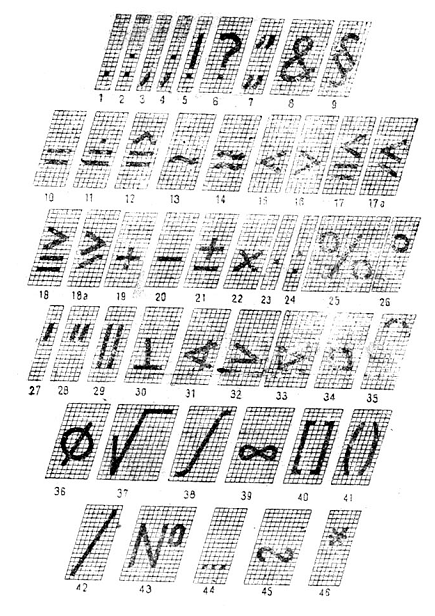 . : , ; ! ? „ ” & §
1 2 3 4 5 6 7 8 9
= ≐ ≙ ~ ≈ < > ≤ ⩽
10 11 12 13 14 15 16 17 17а
≥ ⩾ + − ± × · : % °
18 18а 19 20 21 22 23 24 25 26
′ ″ ∥ ⊥ ∠
27 28 29 30 31 32 33 34 35
Ø √ ∫ ∞ [ ] ( )
36 37 38 39 40 41
/ № ... ∽ *
42 43 44 45 46